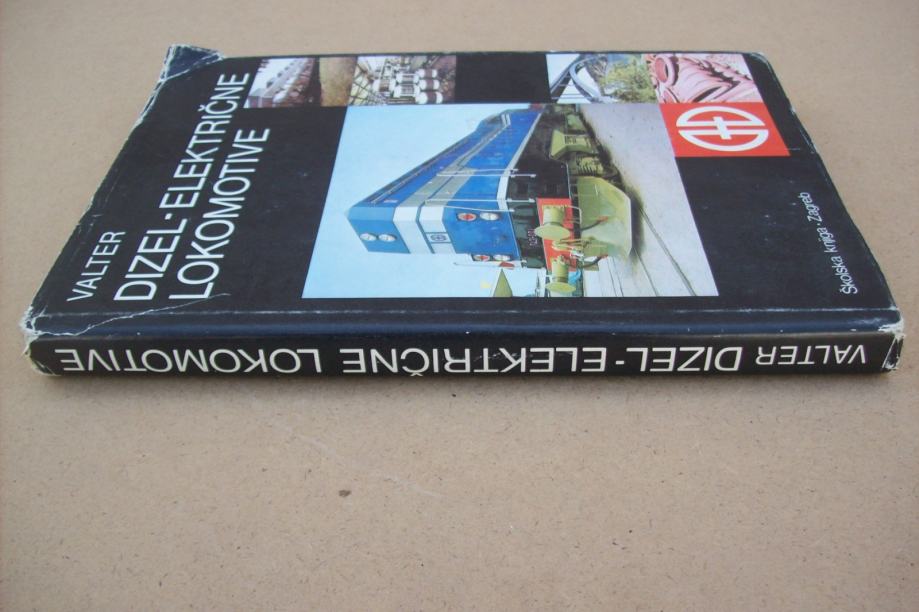 VALTER
DIZEL-ELEKTRIČNE
LOKOMOTIVE
Školska knjiga · Zagreb
VALTER DIZEL-ELEKTRIČNE LOKOMOTIVE